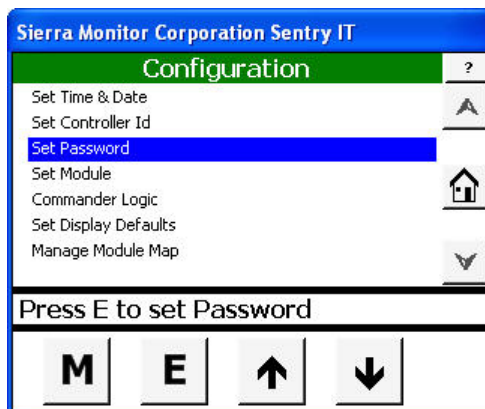 Sierra Monitor Corporation Sentry IT
Configuration
?
Set Time & Date
Set Controller Id
Set Password
Set Module
Commander Logic
Set Display Defaults
Manage Module Map
Press E to set Password
M E